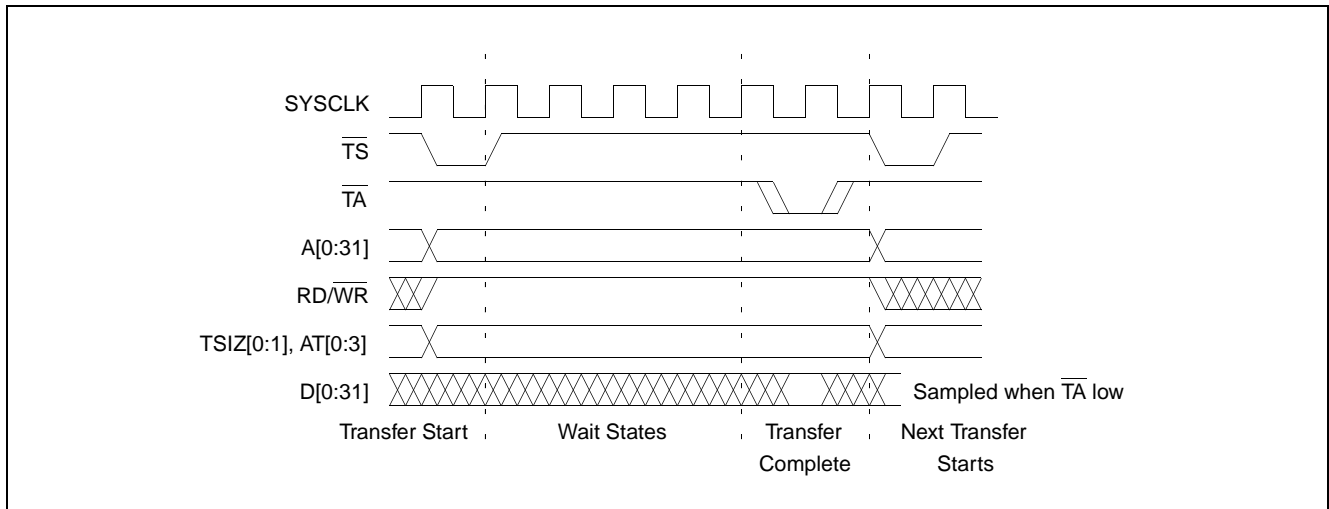 SYSCLK
TS
TA
A[0:31]
RD/WR
TSIZ[0:1], AT[0:3]
D[0:31]
Sampled when TA low
Transfer Start
Wait States
Transfer
Complete
Next Transfer
Starts